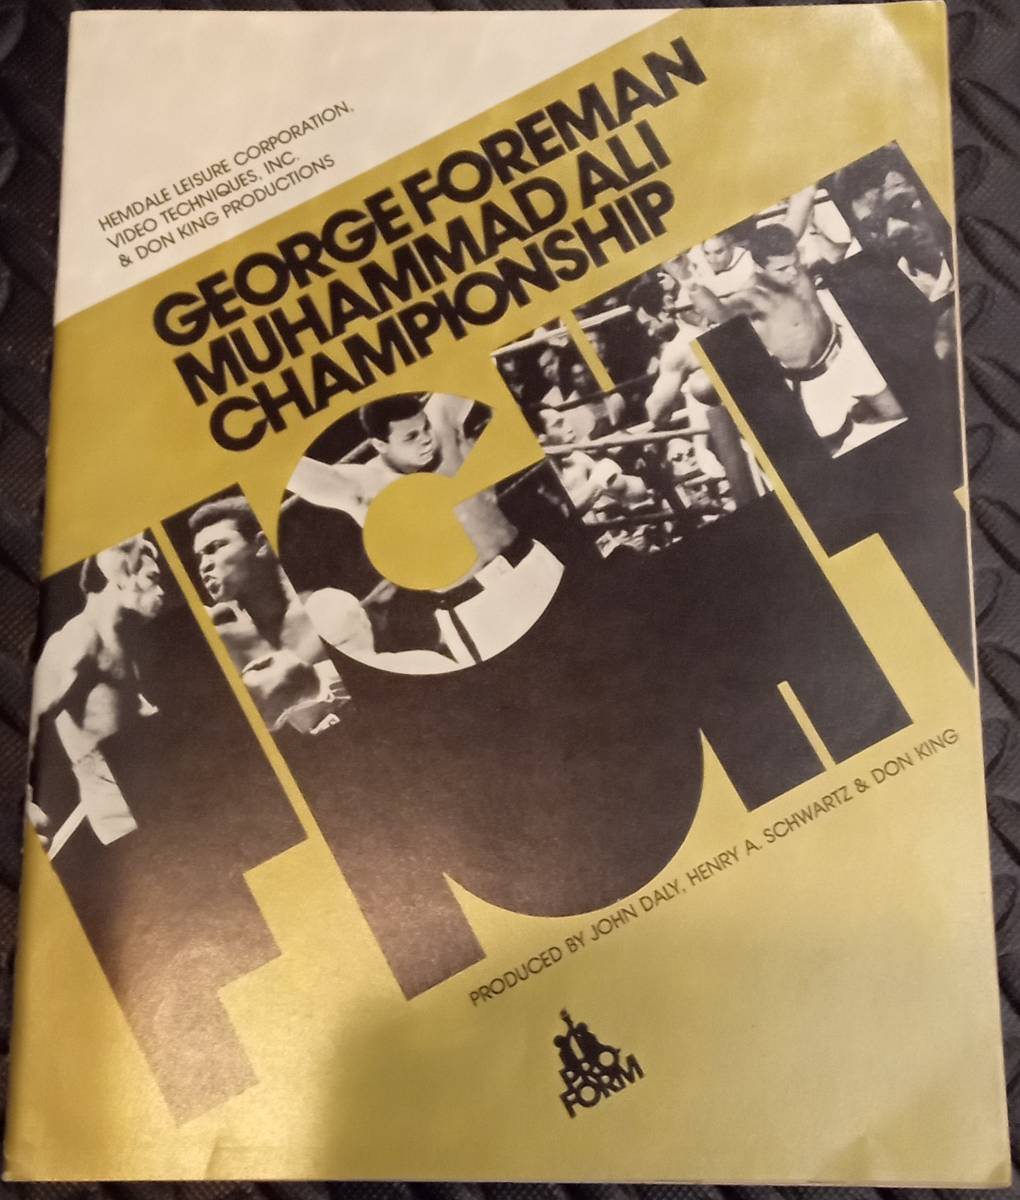 HEMDALE LEISURE CORPORATION,
VIDEO TECHNIQUES, INC.
& DON KING PRODUCTIONS
GEORGE FOREMAN
MUHAMMAD ALI
CHAMPIONSHIP
FIGHT
PRODUCED BY JOHN DALY, HENRY A. SCHWARTZ & DON KING
PRO
FORM